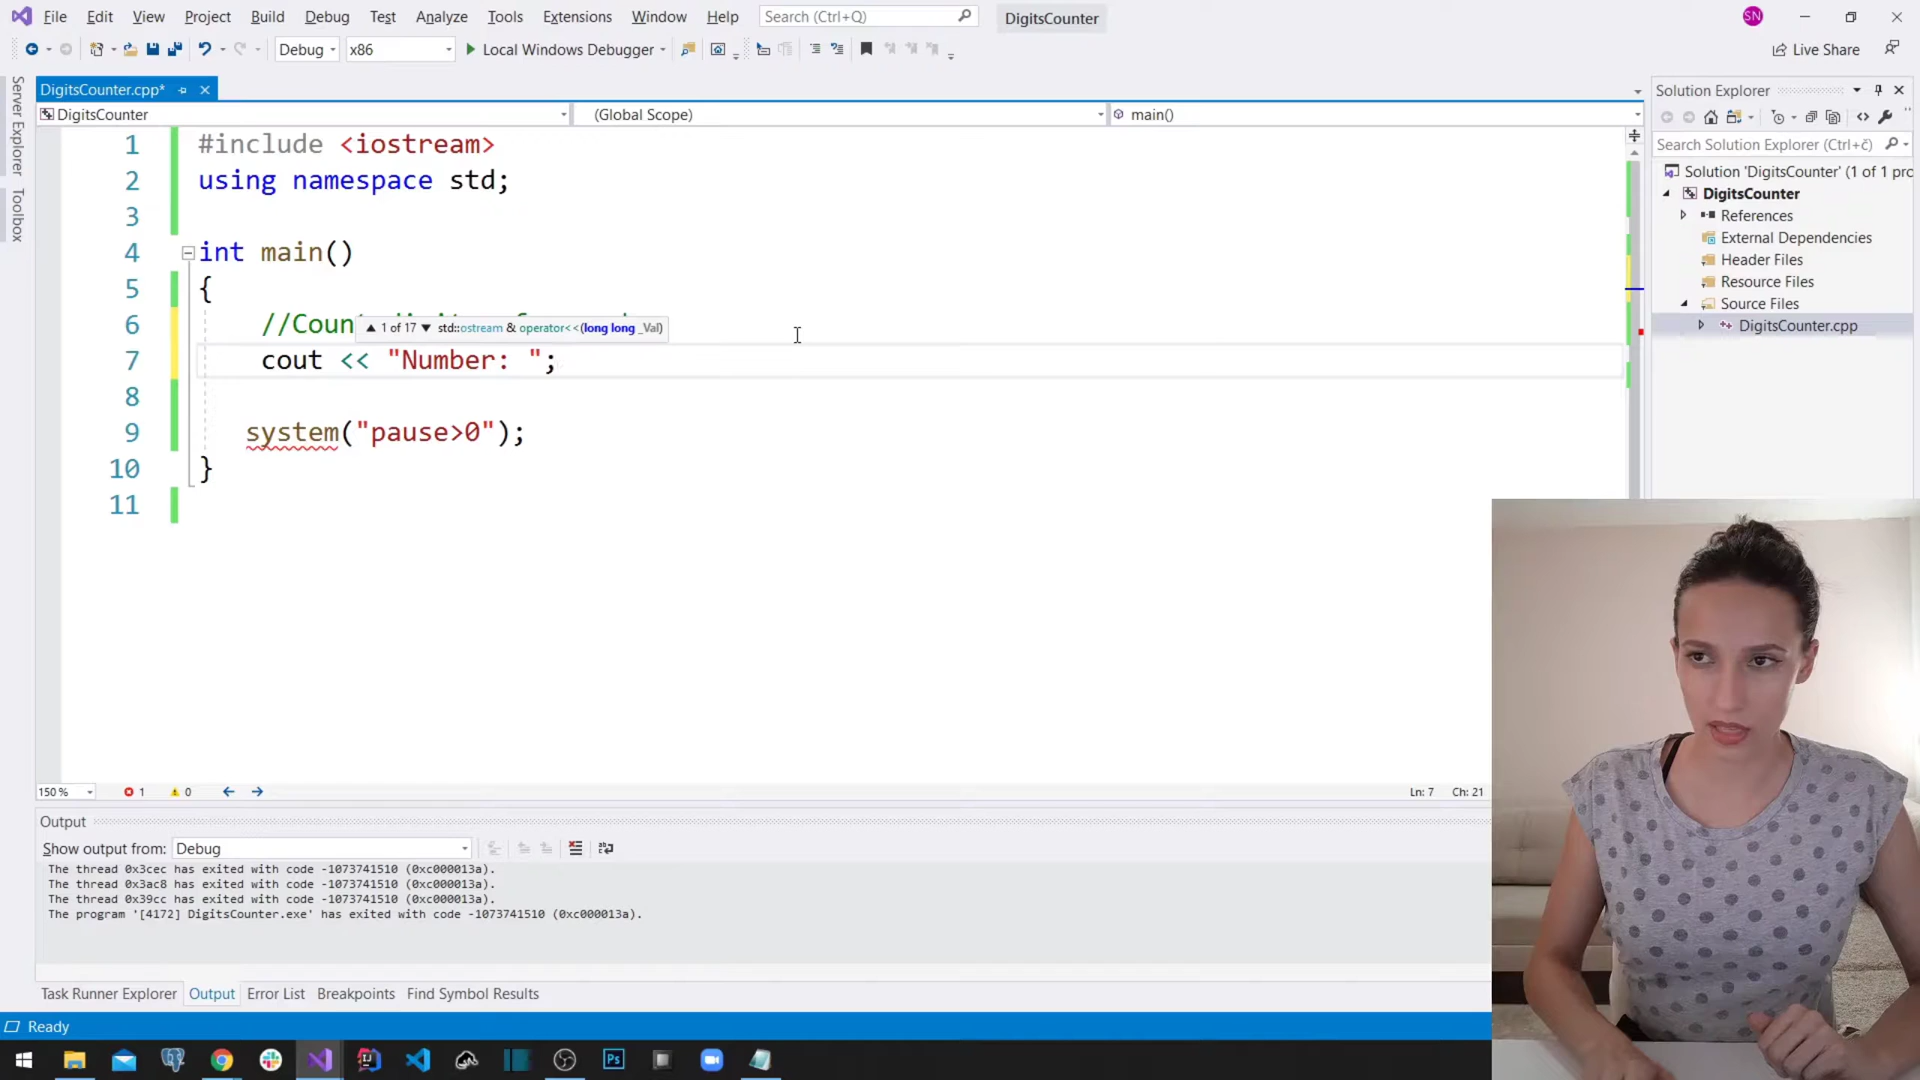 File Edit View Project Build Debug Test Analyze Tools Extensions Window Help Search (Ctrl+Q) DigitsCounter SN
Debug x86 Local Windows Debugger Live Share
Server Explorer
Toolbox
DigitsCounter.cpp*
DigitsCounter (Global Scope) main()
1 #include <iostream>
2 using namespace std;
3
4 int main()
5 {
6 //Count
1 of 17 std::ostream & operator<<(long long _Val)
7 cout << "Number: ";
8
9 system("pause>0");
10 }
11
150 % 1 0 Ln: 7 Ch: 21
Output
Show output from: Debug
The thread 0x3cec has exited with code -1073741510 (0xc000013a).
The thread 0x3ac8 has exited with code -1073741510 (0xc000013a).
The thread 0x39cc has exited with code -1073741510 (0xc000013a).
The program '[4172] DigitsCounter.exe' has exited with code -1073741510 (0xc000013a).
Task Runner Explorer Output Error List Breakpoints Find Symbol Results
Ready
Solution Explorer
Search Solution Explorer (Ctrl+č)
Solution 'DigitsCounter' (1 of 1 pro
DigitsCounter
References
External Dependencies
Header Files
Resource Files
Source Files
DigitsCounter.cpp
Ps